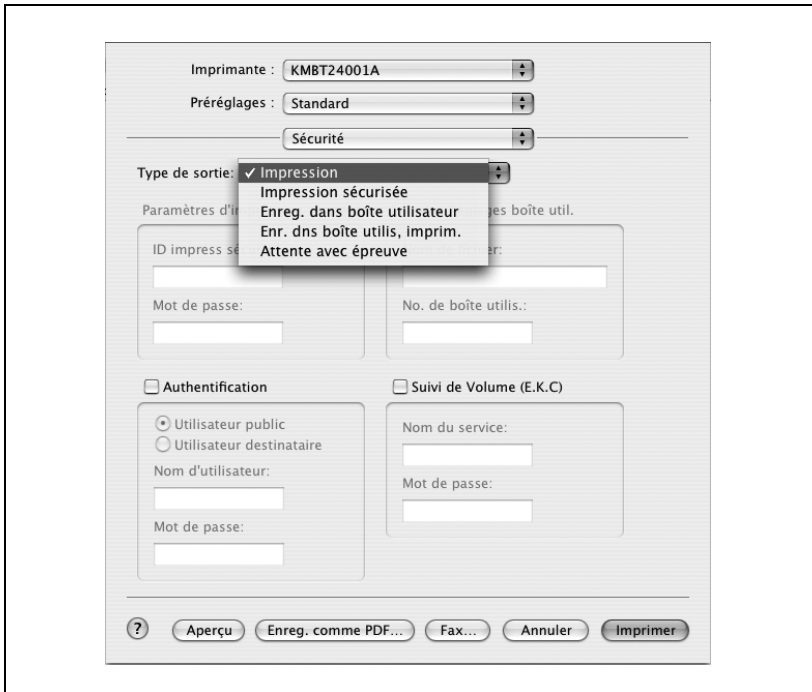 Imprimante : KMBT24001A
Préréglages : Standard
Sécurité
Type de sortie: ✓ Impression
Impression sécurisée
Enreg. dans boîte utilisateur
Enr. dns boîte utilis, imprim.
Attente avec épreuve
Paramètres d'im
ges boîte util.
ID impress sé
er:
Mot de passe:
No. de boîte utilis.:
Authentification
Suivi de Volume (E.K.C)
Utilisateur public
Utilisateur destinataire
Nom du service:
Nom d'utilisateur:
Mot de passe:
Mot de passe:
? Aperçu Enreg. comme PDF... Fax... Annuler Imprimer